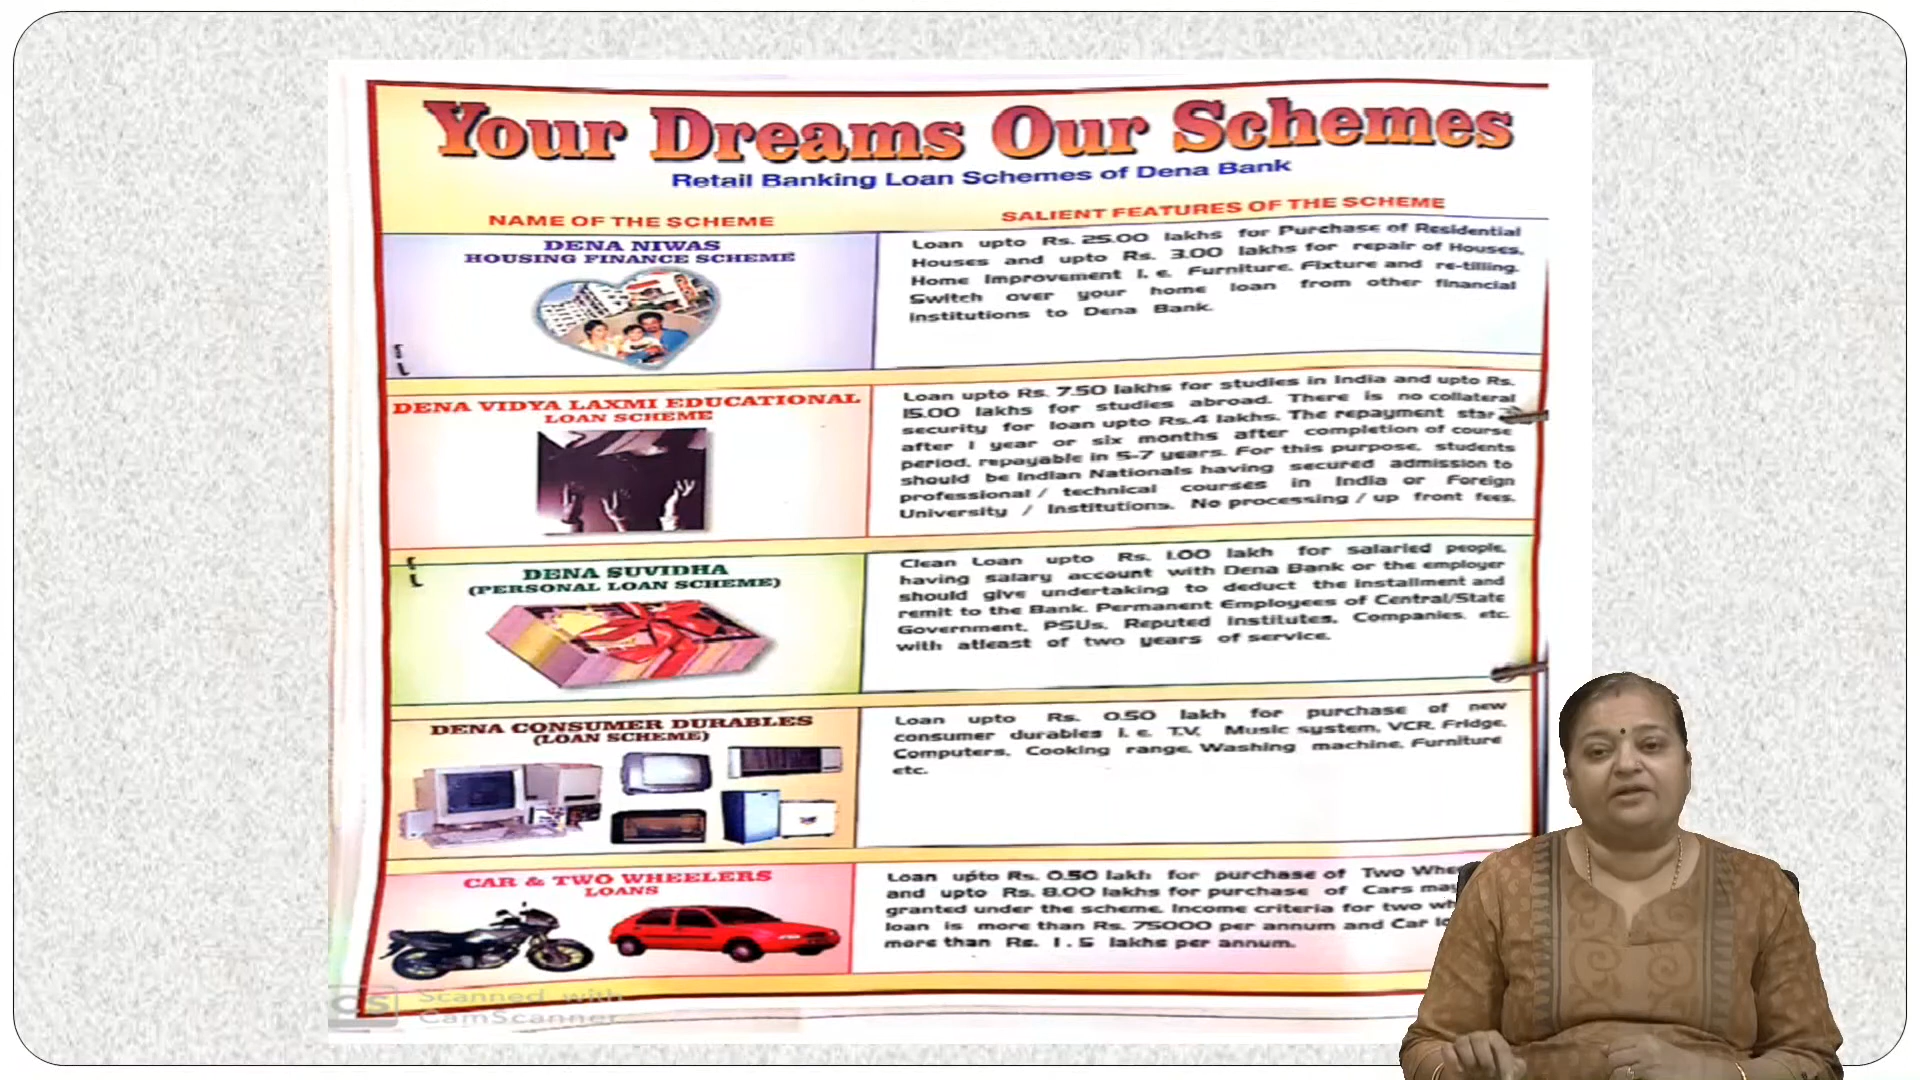 Your Dreams Our Schemes
Retail Banking Loan Schemes of Dena Bank
NAME OF THE SCHEME
SALIENT FEATURES OF THE SCHEME
DENA NIWAS
HOUSING FINANCE SCHEME
Loan upto Rs. 25.00 lakhs for Purchase of Residential
Houses and upto Rs. 3.00 lakhs for repair of Houses,
Home Improvement i. e. Furniture, Fixture and re-tilling.
Switch over your home loan from other financial
institutions to Dena Bank.
DENA VIDYA LAXMI EDUCATIONAL
LOAN SCHEME
Loan upto Rs. 7.50 lakhs for studies in India and upto Rs.
15.00 lakhs for studies abroad. There is no collateral
security for loan upto Rs.4 lakhs. The repayment star
after 1 year or six months after completion of course
period, repayable in 5-7 years. For this purpose, students
should be Indian Nationals having secured admission to
professional / technical courses in India or Foreign
University / Institutions. No processing / up front fees.
DENA SUVIDHA
(PERSONAL LOAN SCHEME)
Clean Loan upto Rs. 1.00 lakh for salaried people,
having salary account with Dena Bank or the employer
should give undertaking to deduct the installment and
remit to the Bank. Permanent Employees of Central/State
Government, PSUs, Reputed Institutes, Companies, etc.
with atleast of two years of service.
DENA CONSUMER DURABLES
(LOAN SCHEME)
Loan upto Rs. 0.50 lakh for purchase of new
consumer durables i. e. T.V, Music system, VCR, Fridge,
Computers, Cooking range, Washing machine, Furniture
etc.
CAR & TWO WHEELERS
LOANS
Loan upto Rs. 0.50 lakh for purchase of Two Whe
and upto Rs. 8.00 lakhs for purchase of Cars may
granted under the scheme. Income criteria for two wh
loan is more than Rs. 75000 per annum and Car l
more than Rs. 1.5 lakhs per annum.
CS Scanned with
CamScanner